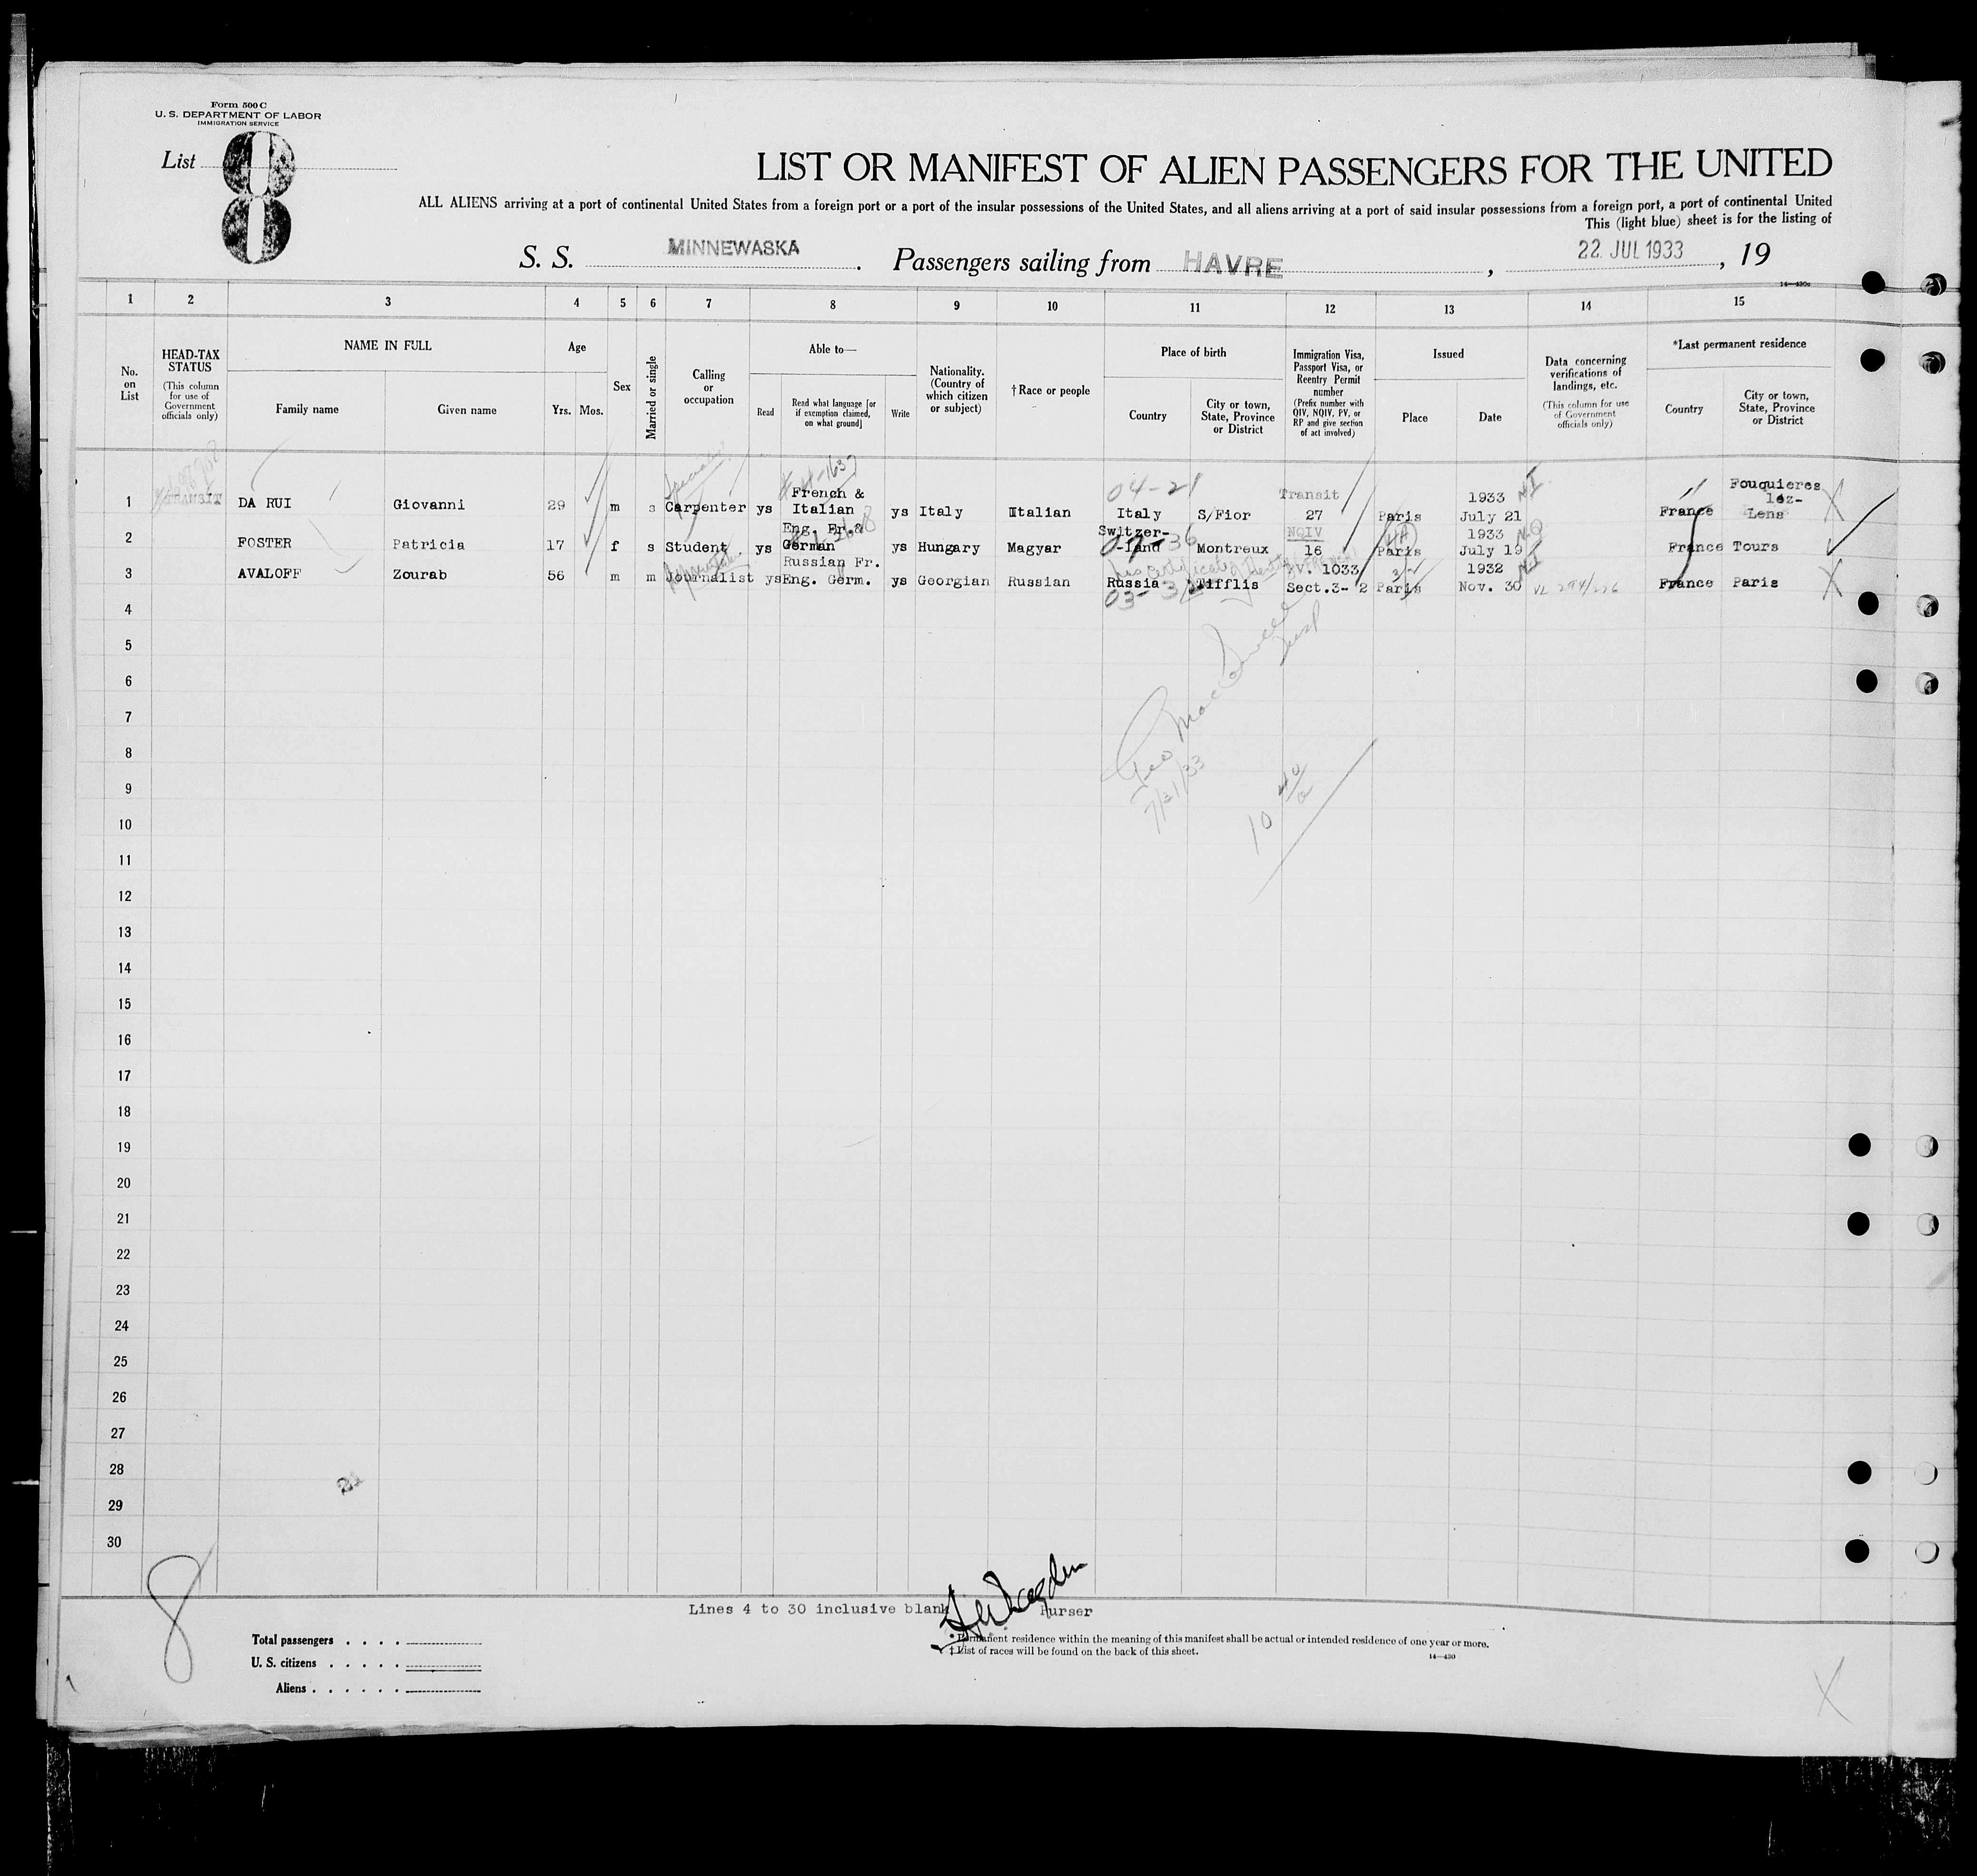 Form 500 C
U. S. DEPARTMENT OF LABOR
IMMIGRATION SERVICE
List 8
LIST OR MANIFEST OF ALIEN PASSENGERS FOR THE UNITED
ALL ALIENS arriving at a port of continental United States from a foreign port or a port of the insular possessions of the United States, and all aliens arriving at a port of said insular possessions from a foreign port, a port of continental United
This (light blue) sheet is for the listing of
S. S. MINNEWASKA. Passengers sailing from HAVRE, 22 JUL 1933, 19
14—430c
1 2 3 4 5 6 7 8 9 10 11 12 13 14 15
No. on List
HEAD-TAX STATUS
(This column for use of Government officials only)
NAME IN FULL
Family name
Given name
Age
Yrs. Mos.
Sex
Married or single
Calling or occupation
Able to—
Read
Read what language [or if exemption claimed, on what ground]
Write
Nationality. (Country of which citizen or subject)
†Race or people
Place of birth
Country
City or town, State, Province or District
Immigration Visa, Passport Visa, or Reentry Permit number
(Prefix number with QIV, NQIV, PV, or RP and give section of act involved)
Issued
Place
Date
Data concerning verifications of landings, etc.
(This column for use of Government officials only)
*Last permanent residence
Country
City or town, State, Province or District
1 TRANSIT DA RUI Giovanni 29 m s Carpenter ys French & Italian ys Italy Italian 04-21 Italy S/Fior Transit 27 Paris 1933 July 21 France Fouquieres lez- Lens
2 FOSTER Patricia 17 f s Student ys Eng. Fr.& German ys Hungary Magyar Switzer- land Montreux NQIV 16 Paris 1933 July 19 France Tours
3 AVALOFF Zourab 56 m m Journalist ys Russian Fr. Eng. Germ. ys Georgian Russian Russia Tifflis PV. 1033 Sect.3- 2 Paris 1932 Nov. 30 France Paris
4
5
6
7
8
9
10
11
12
13
14
15
16
17
18
19
20
21
22
23
24
25
26
27
28
29
30
7/31/33
8
Lines 4 to 30 inclusive blank
Purser
Total passengers . . . .
U. S. citizens . . . . .
Aliens . . . . . .
* Permanent residence within the meaning of this manifest shall be actual or intended residence of one year or more.
† List of races will be found on the back of this sheet.
14—430